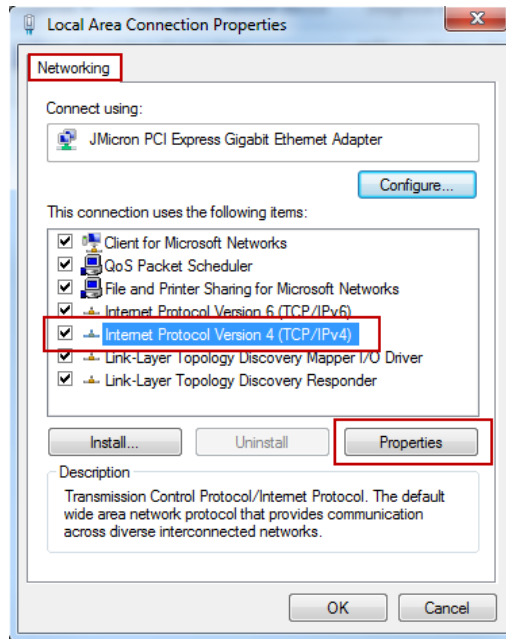 Local Area Connection Properties
Networking
Connect using:
JMicron PCI Express Gigabit Ethernet Adapter
Configure...
This connection uses the following items:
Client for Microsoft Networks
QoS Packet Scheduler
File and Printer Sharing for Microsoft Networks
Internet Protocol Version 6 (TCP/IPv6)
Internet Protocol Version 4 (TCP/IPv4)
Link-Layer Topology Discovery Mapper I/O Driver
Link-Layer Topology Discovery Responder
Install... Uninstall Properties
Description
Transmission Control Protocol/Internet Protocol. The default
wide area network protocol that provides communication
across diverse interconnected networks.
OK Cancel